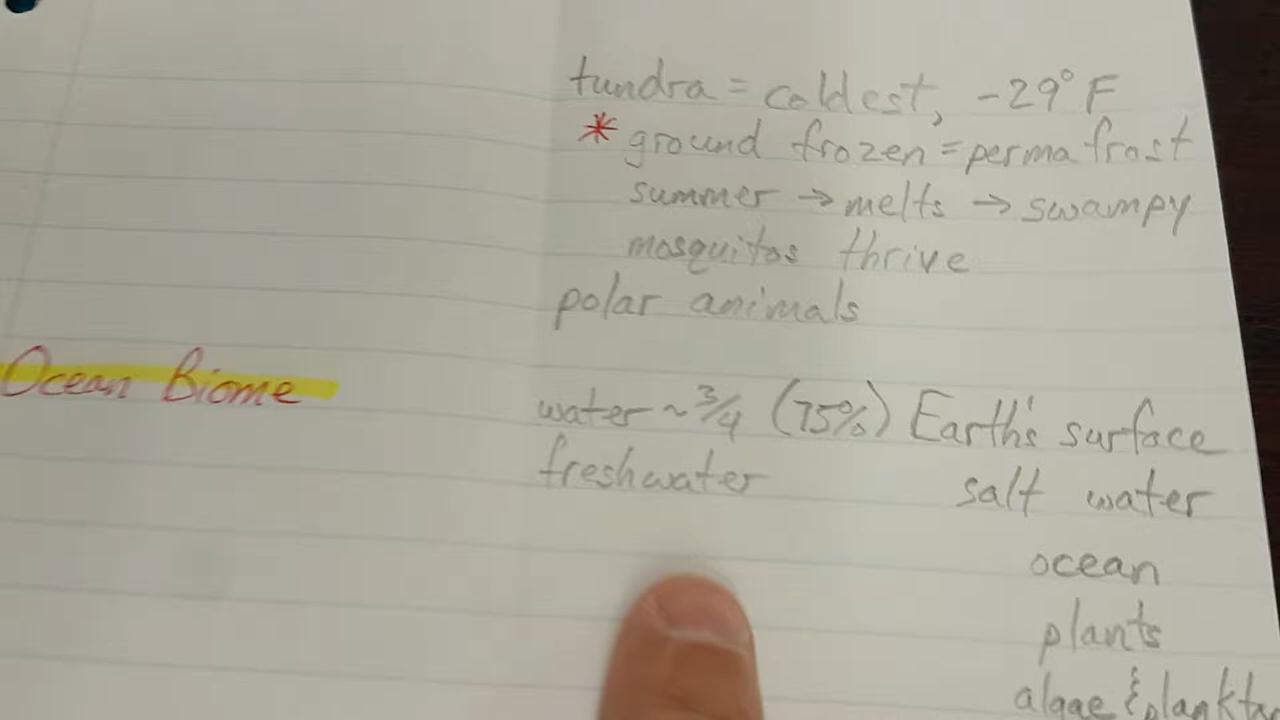 tundra = coldest, -29° F
* ground frozen = permafrost
summer → melts → swampy
mosquitos thrive
polar animals
Ocean Biome
water ~ 3/4 (75%) Earth's surface
freshwater salt water
ocean
plants
algae &